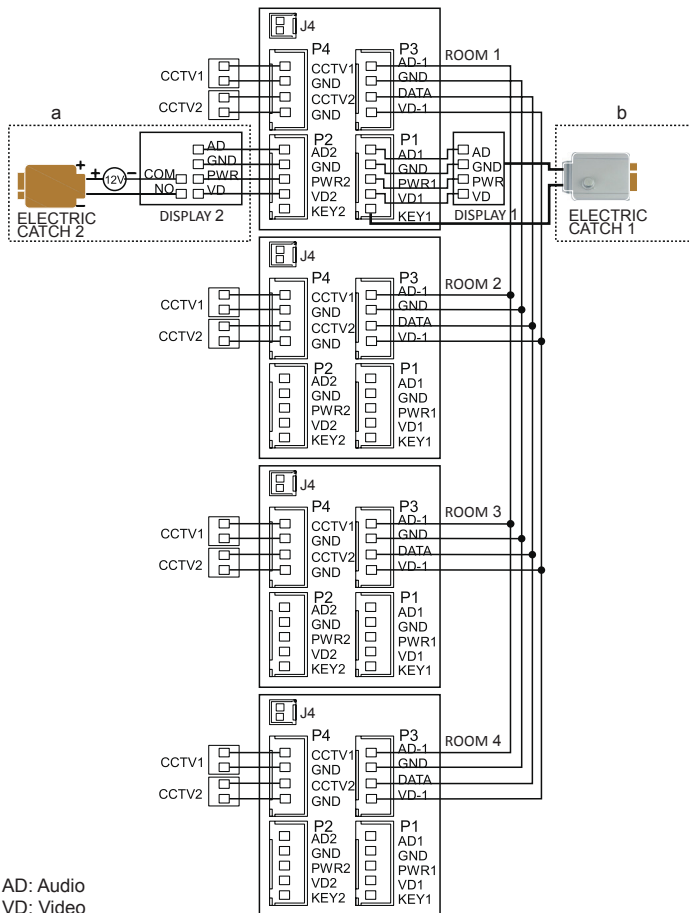 J4
P4
P3
CCTV1
GND
CCTV2
GND
AD-1
GND
DATA
VD-1
ROOM 1
CCTV1
CCTV2
a
b
+
-
+
12V
-
AD
GND
COM
PWR
NO
VD
ELECTRIC
CATCH 2
DISPLAY 2
P2
AD2
GND
PWR2
VD2
KEY2
P1
AD1
GND
PWR1
VD1
KEY1
AD
GND
PWR
VD
DISPLAY 1
ELECTRIC
CATCH 1
J4
P4
P3
CCTV1
GND
CCTV2
GND
AD-1
GND
DATA
VD-1
ROOM 2
CCTV1
CCTV2
P2
AD2
GND
PWR2
VD2
KEY2
P1
AD1
GND
PWR1
VD1
KEY1
J4
P4
P3
CCTV1
GND
CCTV2
GND
AD-1
GND
DATA
VD-1
ROOM 3
CCTV1
CCTV2
P2
AD2
GND
PWR2
VD2
KEY2
P1
AD1
GND
PWR1
VD1
KEY1
J4
P4
P3
CCTV1
GND
CCTV2
GND
AD-1
GND
DATA
VD-1
ROOM 4
CCTV1
CCTV2
P2
AD2
GND
PWR2
VD2
KEY2
P1
AD1
GND
PWR1
VD1
KEY1
AD: Audio
VD: Video